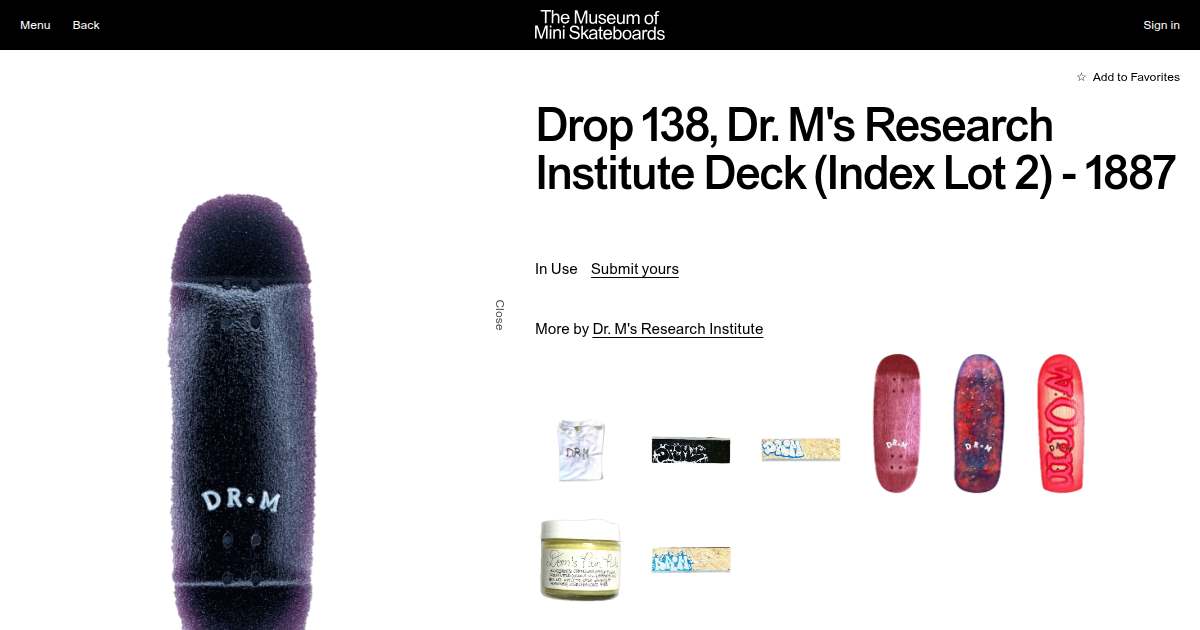 Menu
Back
The Museum of
Mini Skateboards
Sign in
☆ Add to Favorites
Drop 138, Dr. M's Research
Institute Deck (Index Lot 2) - 1887
In Use Submit yours
Close
More by Dr. M's Research Institute
DR•M
DR•M
DR•M
DR•M